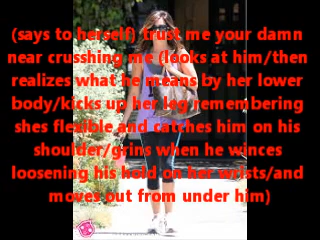 (says to herself) trust me your damn
near crusshing me (looks at him/then
realizes what he means by her lower
body/kicks up her leg remembering
shes flexible and catches him on his
shoulder/grins when he winces
loosening his hold on her wrists/and
moves out from under him)